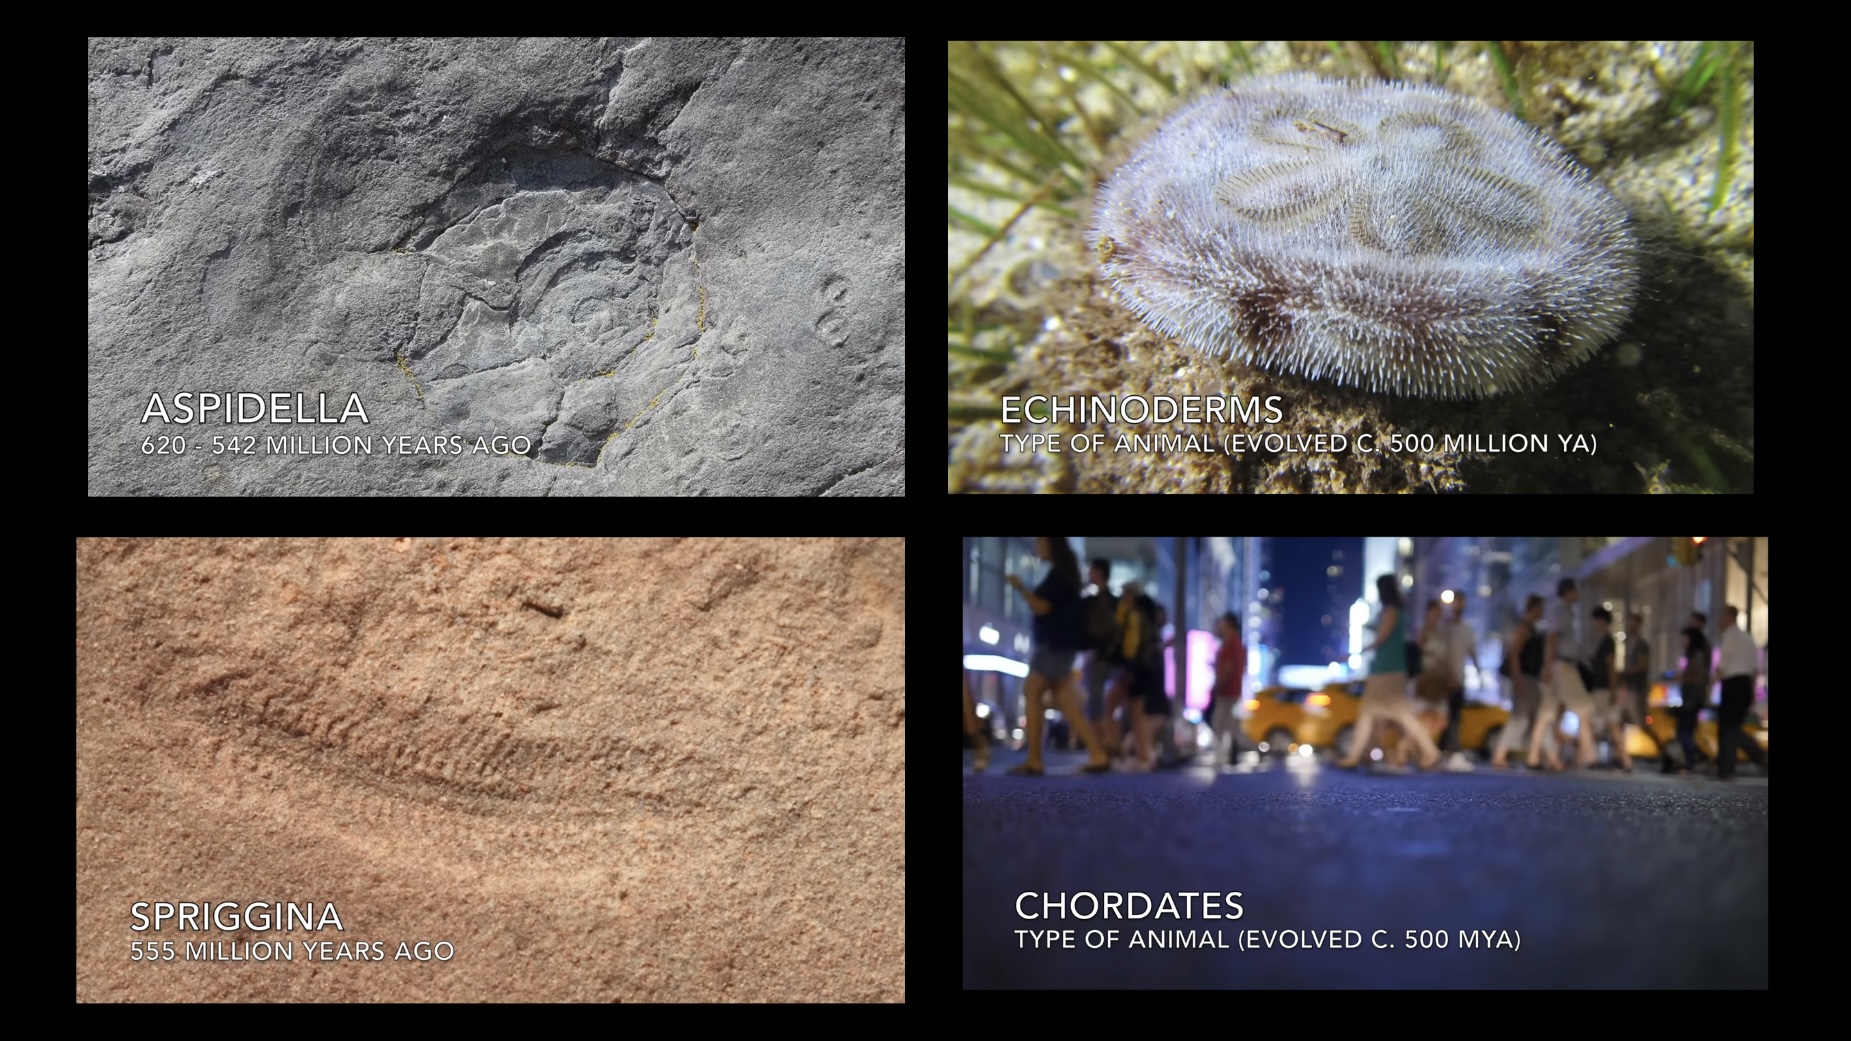 ASPIDELLA
620 - 542 MILLION YEARS AGO
ECHINODERMS
TYPE OF ANIMAL (EVOLVED C. 500 MILLION YA)
SPRIGGINA
555 MILLION YEARS AGO
CHORDATES
TYPE OF ANIMAL (EVOLVED C. 500 MYA)